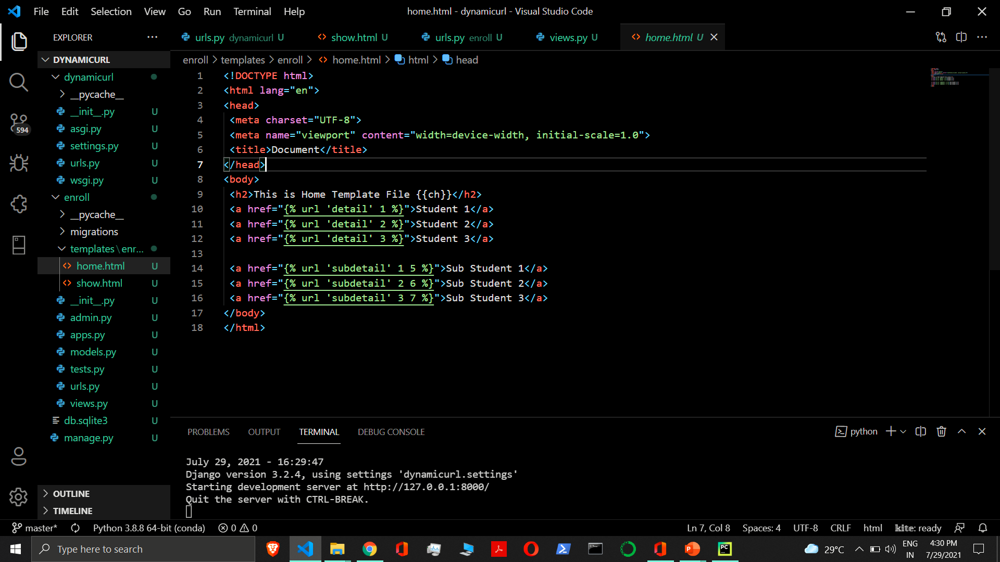 File Edit Selection View Go Run Terminal Help
home.html - dynamicurl - Visual Studio Code
EXPLORER
urls.py dynamicurl U
show.html U
urls.py enroll U
views.py U
home.html U
DYNAMICURL
enroll > templates > enroll > home.html > html > head
dynamicurl
__pycache__
__init__.py U
asgi.py U
settings.py U
urls.py U
wsgi.py U
enroll
__pycache__
migrations
templates\enr...
home.html U
show.html U
__init__.py U
admin.py U
apps.py U
models.py U
tests.py U
urls.py U
views.py U
db.sqlite3 U
manage.py U
594
OUTLINE
TIMELINE
1 <!DOCTYPE html>
2 <html lang="en">
3 <head>
4 <meta charset="UTF-8">
5 <meta name="viewport" content="width=device-width, initial-scale=1.0">
6 <title>Document</title>
7 </head>
8 <body>
9 <h2>This is Home Template File {{ch}}</h2>
10 <a href="{% url 'detail' 1 %}">Student 1</a>
11 <a href="{% url 'detail' 2 %}">Student 2</a>
12 <a href="{% url 'detail' 3 %}">Student 3</a>
13
14 <a href="{% url 'subdetail' 1 5 %}">Sub Student 1</a>
15 <a href="{% url 'subdetail' 2 6 %}">Sub Student 2</a>
16 <a href="{% url 'subdetail' 3 7 %}">Sub Student 3</a>
17 </body>
18 </html>
PROBLEMS OUTPUT TERMINAL DEBUG CONSOLE
python
July 29, 2021 - 16:29:47
Django version 3.2.4, using settings 'dynamicurl.settings'
Starting development server at http://127.0.0.1:8000/
Quit the server with CTRL-BREAK.
master* Python 3.8.8 64-bit (conda) 0 0
Ln 7, Col 8 Spaces: 4 UTF-8 CRLF html kite: ready
Type here to search
29°C
ENG
IN
4:30 PM
7/29/2021